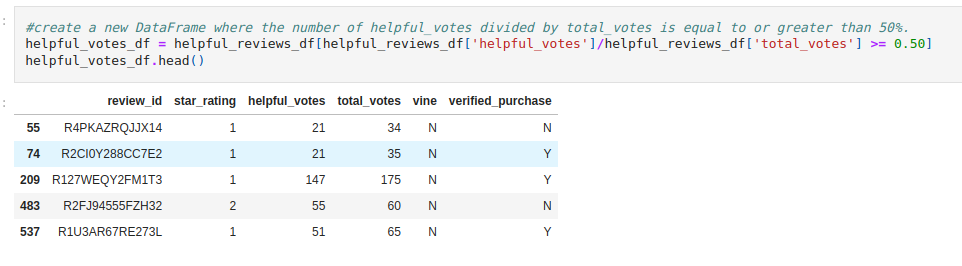 #create a new DataFrame where the number of helpful_votes divided by total_votes is equal to or greater than 50%.
helpful_votes_df = helpful_reviews_df[helpful_reviews_df['helpful_votes']/helpful_reviews_df['total_votes'] >= 0.50]
helpful_votes_df.head()
review_id star_rating helpful_votes total_votes vine verified_purchase
55 R4PKAZRQJJX14 1 21 34 N N
74 R2CI0Y288CC7E2 1 21 35 N Y
209 R127WEQY2FM1T3 1 147 175 N Y
483 R2FJ94555FZH32 2 55 60 N N
537 R1U3AR67RE273L 1 51 65 N Y